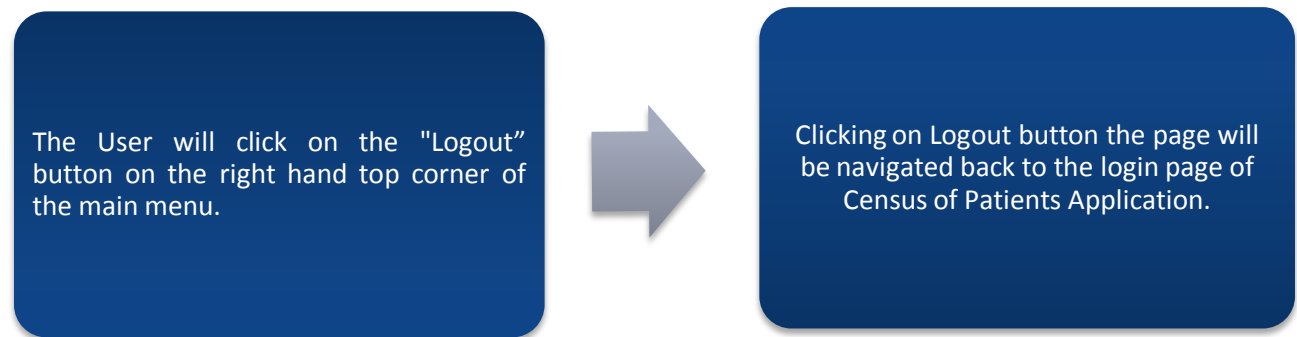 The User will click on the "Logout”
button on the right hand top corner of
the main menu.
Clicking on Logout button the page will
be navigated back to the login page of
Census of Patients Application.